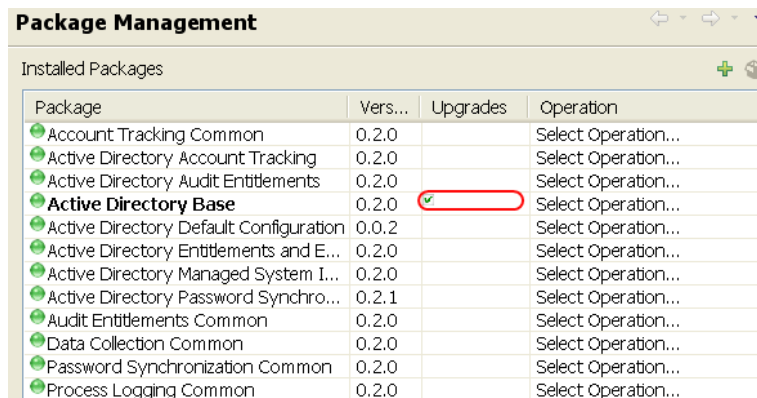 Package Management
Installed Packages
Package Vers... Upgrades Operation
Account Tracking Common 0.2.0 Select Operation...
Active Directory Account Tracking 0.2.0 Select Operation...
Active Directory Audit Entitlements 0.2.0 Select Operation...
Active Directory Base 0.2.0 Select Operation...
Active Directory Default Configuration 0.0.2 Select Operation...
Active Directory Entitlements and E... 0.2.0 Select Operation...
Active Directory Managed System I... 0.2.0 Select Operation...
Active Directory Password Synchro... 0.2.1 Select Operation...
Audit Entitlements Common 0.2.0 Select Operation...
Data Collection Common 0.2.0 Select Operation...
Password Synchronization Common 0.2.0 Select Operation...
Process Logging Common 0.2.0 Select Operation...